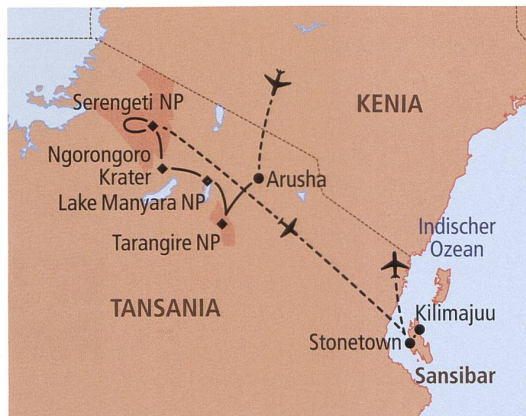 Serengeti NP
KENIA
Ngorongoro
Krater
Arusha
Lake Manyara NP
Tarangire NP
Indischer
Ozean
TANSANIA
Kilimajuu
Stonetown
Sansibar